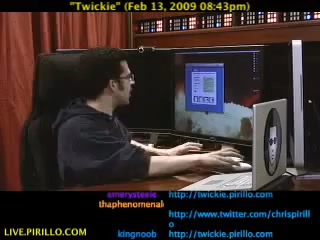 "Twickie" (Feb 13, 2009 08:43pm)
emerysteele http://twickie.pirillo.com
thaphenomenal
http://www.twitter.com/chrispirill
o
kingnoob http://twickie.pirillo.com
LIVE.PIRILLO.COM